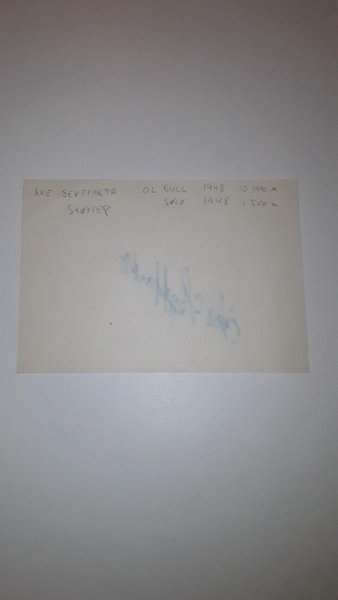 ÅKE SEYFFARTH OL GULL 1948 10 000 M
SKØYTER SØLV 1948 1 500 M